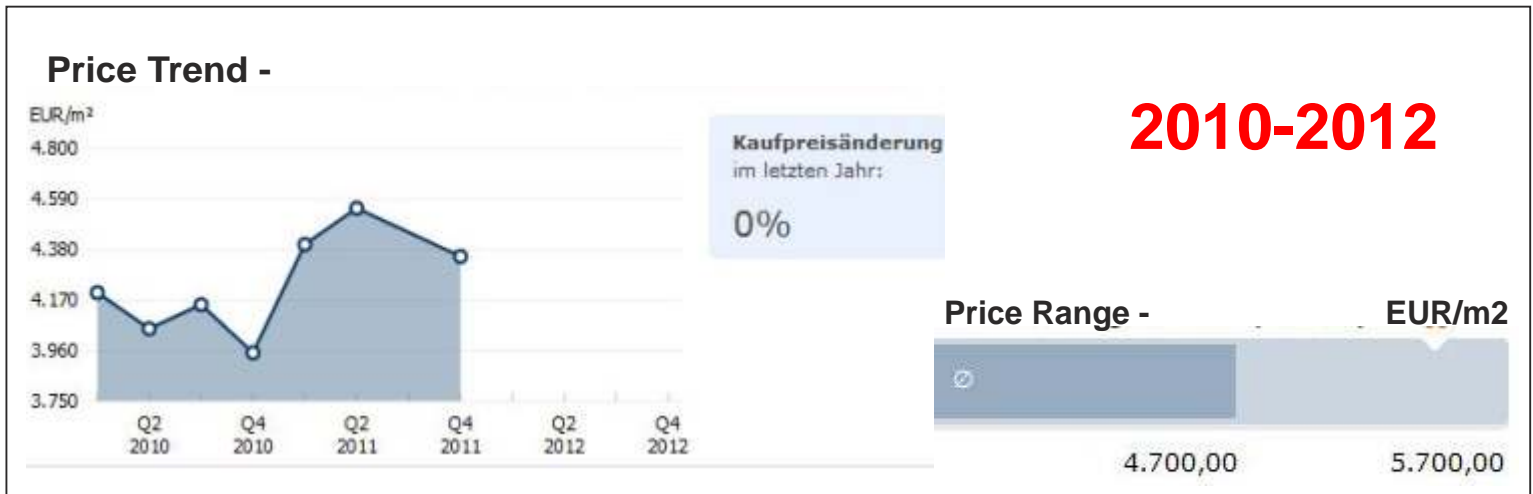 Price Trend -
2010-2012
EUR/m²
4.800
4.590
4.380
4.170
3.960
3.750
Q2 Q4 Q2 Q4 Q2 Q4
2010 2010 2011 2011 2012 2012
Kaufpreisänderung
im letzten Jahr:
0%
Price Range - EUR/m2
Ø
4.700,00 5.700,00